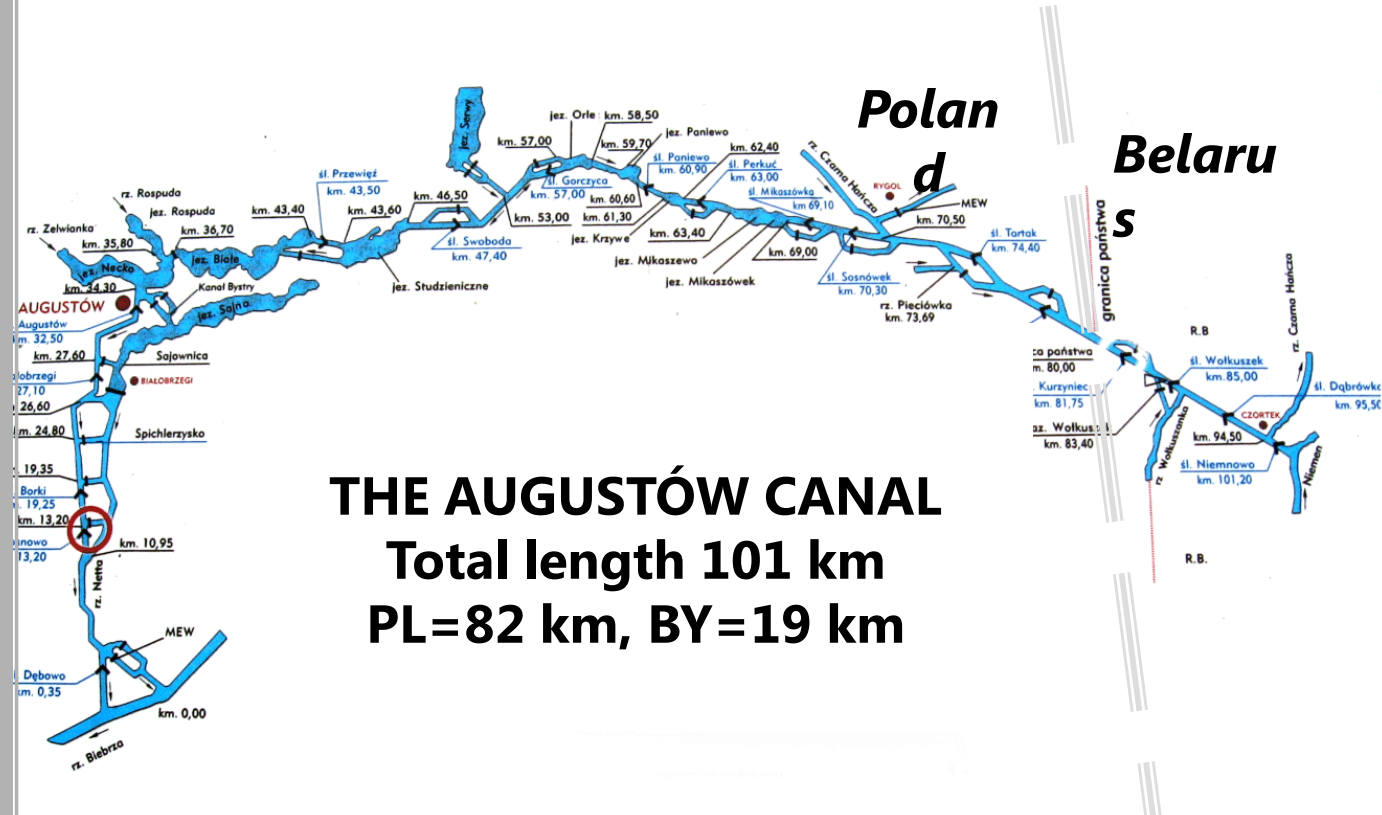 Polan
d
Belaru
s
jez. Serwy
jez. Orle
km. 58,50
km. 57,00
km. 59,70
jez. Paniewo
km. 62,40
śl. Paniewo
km. 60,90
śl. Perkuć
km. 63,00
rz. Czarna Hańcza
RYGOL
MEW
km. 70,50
śl. Gorczyca
km. 57,00
km. 60,60
km. 61,30
śl. Mikaszówka
km 69,10
śl. Przewięź
km. 43,50
km. 46,50
km. 53,00
rz. Rospuda
jez. Rospuda
km. 43,40
km. 43,60
rz. Zelwianka
km. 35,80
km. 36,70
jez. Necko
jez. Białe
śl. Swoboda
km. 47,40
jez. Krzywe
km. 63,40
jez. Mikaszewo
jez. Mikaszówek
km. 69,00
śl. Sosnówek
km. 70,30
śl. Tartak
km. 74,40
granica państwa
km. 34,30
Kanał Bystry
jez. Studzieniczne
jez. Sajno
rz. Pieciówka
km. 73,69
AUGUSTÓW
Augustów
m. 32,50
km. 27,60
Sajownica
R.B
rz. Czarna Hańcza
ca państwa
m. 80,00
śl. Wołkuszek
km.85,00
łobrzegi
27,10
BIAŁOBRZEGI
. Kurzyniec
km. 81,75
śl. Dąbrówka
km. 95,50
26,60
m. 24,80
Spichlerzysko
az. Wołkusz
km. 83,40
rz Wołkuszanka
CZORTEK
km. 94,50
śl. Niemnowo
km. 101,20
Niemen
19,35
Borki
. 19,25
km. 13,20
snowo
13,20
km. 10,95
rz. Netta
THE AUGUSTÓW CANAL
Total length 101 km
PL=82 km, BY=19 km
R.B.
MEW
Dębowo
m. 0,35
km. 0,00
rz. Biebrza